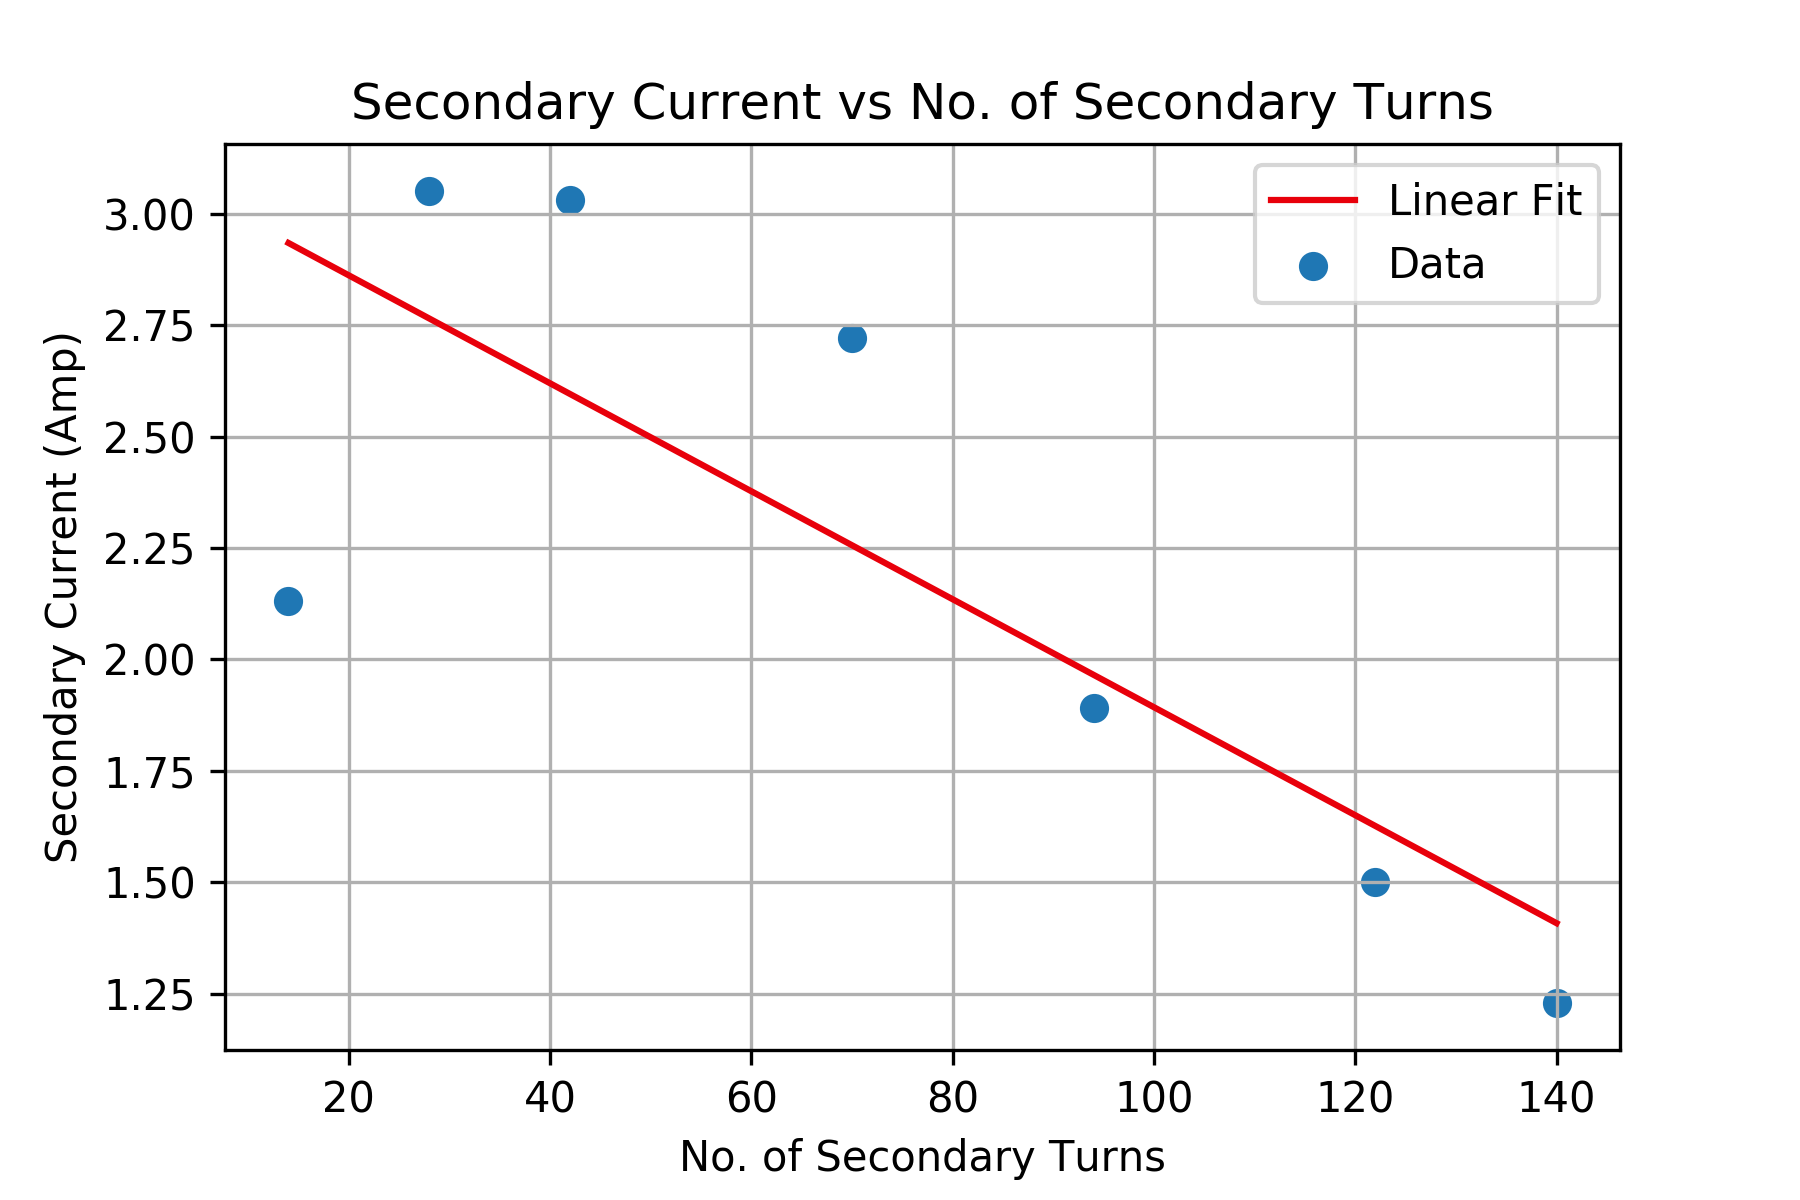 Secondary Current vs No. of Secondary Turns
Linear Fit
Data
3.00
2.75
2.50
2.25
2.00
1.75
1.50
1.25
Secondary Current (Amp)
20 40 60 80 100 120 140
No. of Secondary Turns